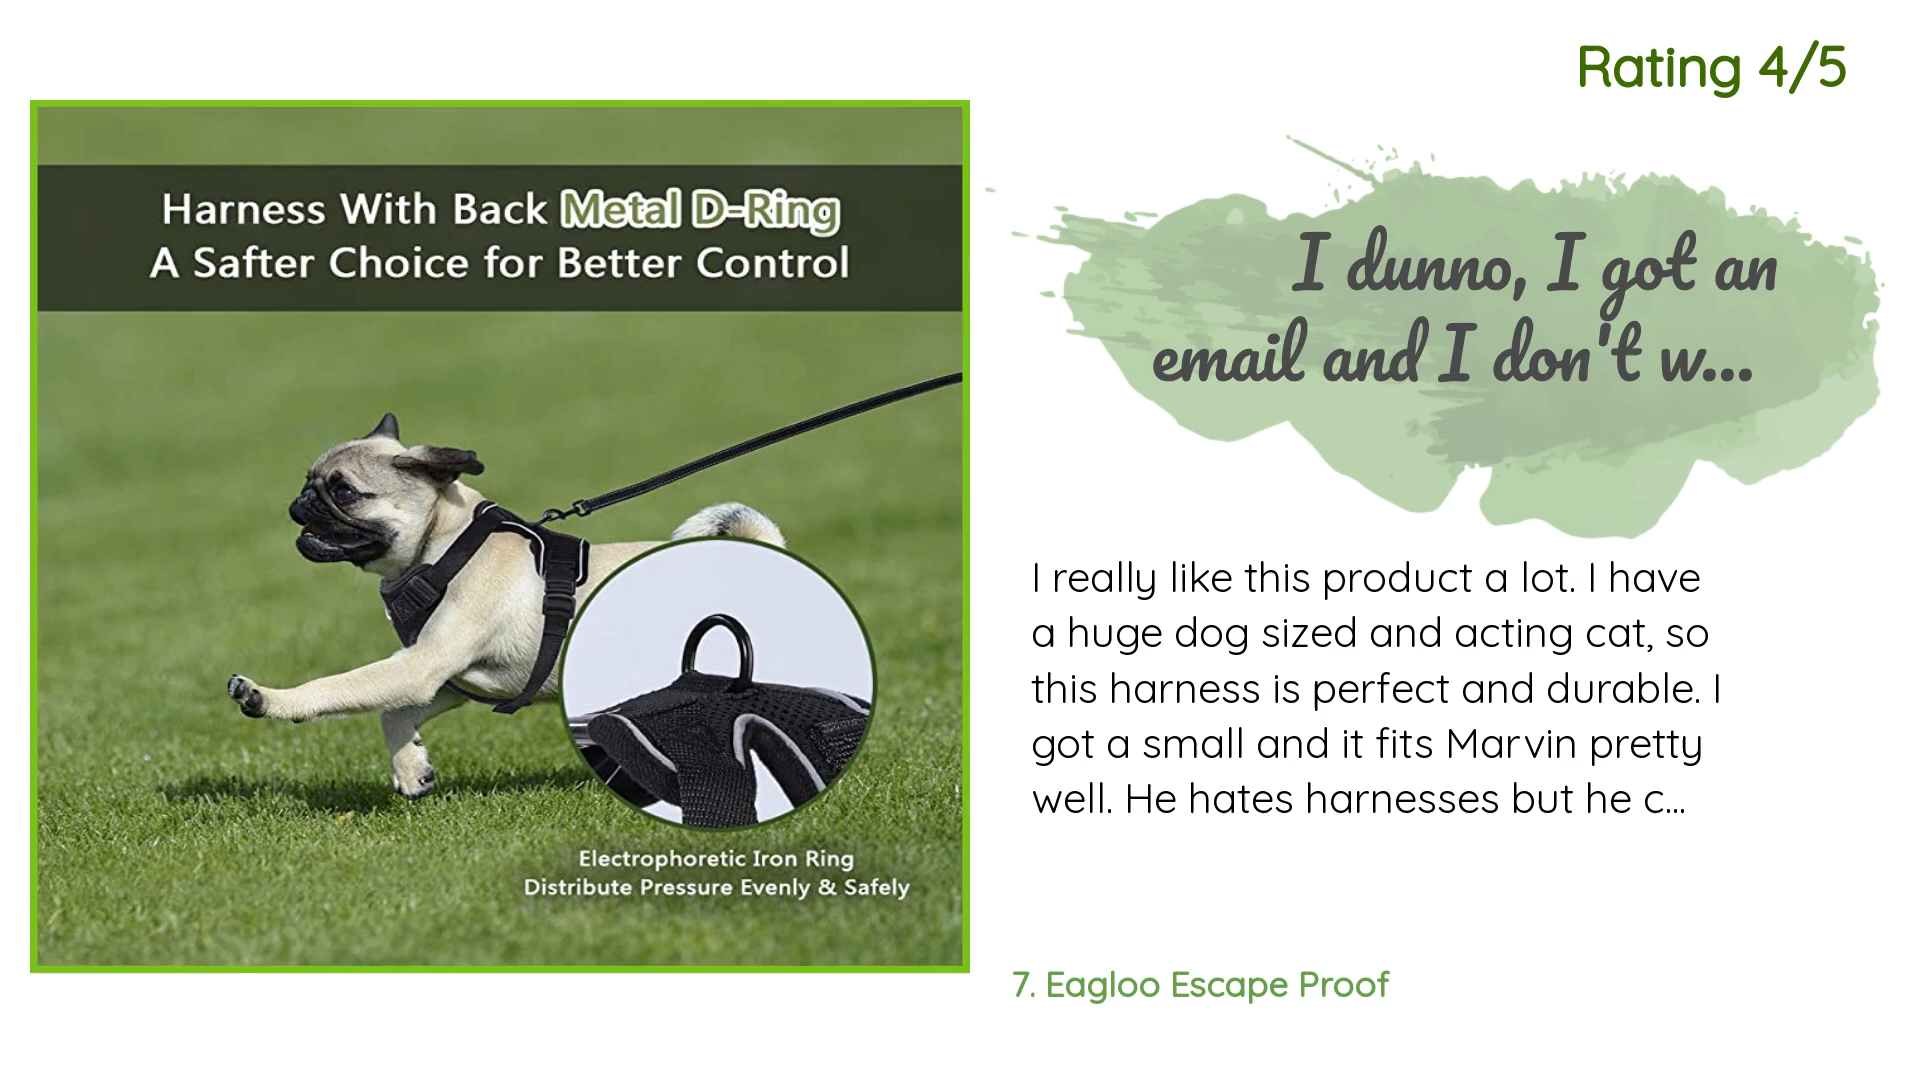 Rating 4/5
Harness With Back Metal D-Ring
A Safter Choice for Better Control
I dunno, I got an
email and I don't w...
I really like this product a lot. I have
a huge dog sized and acting cat, so
this harness is perfect and durable. I
got a small and it fits Marvin pretty
well. He hates harnesses but he c...
Electrophoretic Iron Ring
Distribute Pressure Evenly & Safely
7. Eagloo Escape Proof